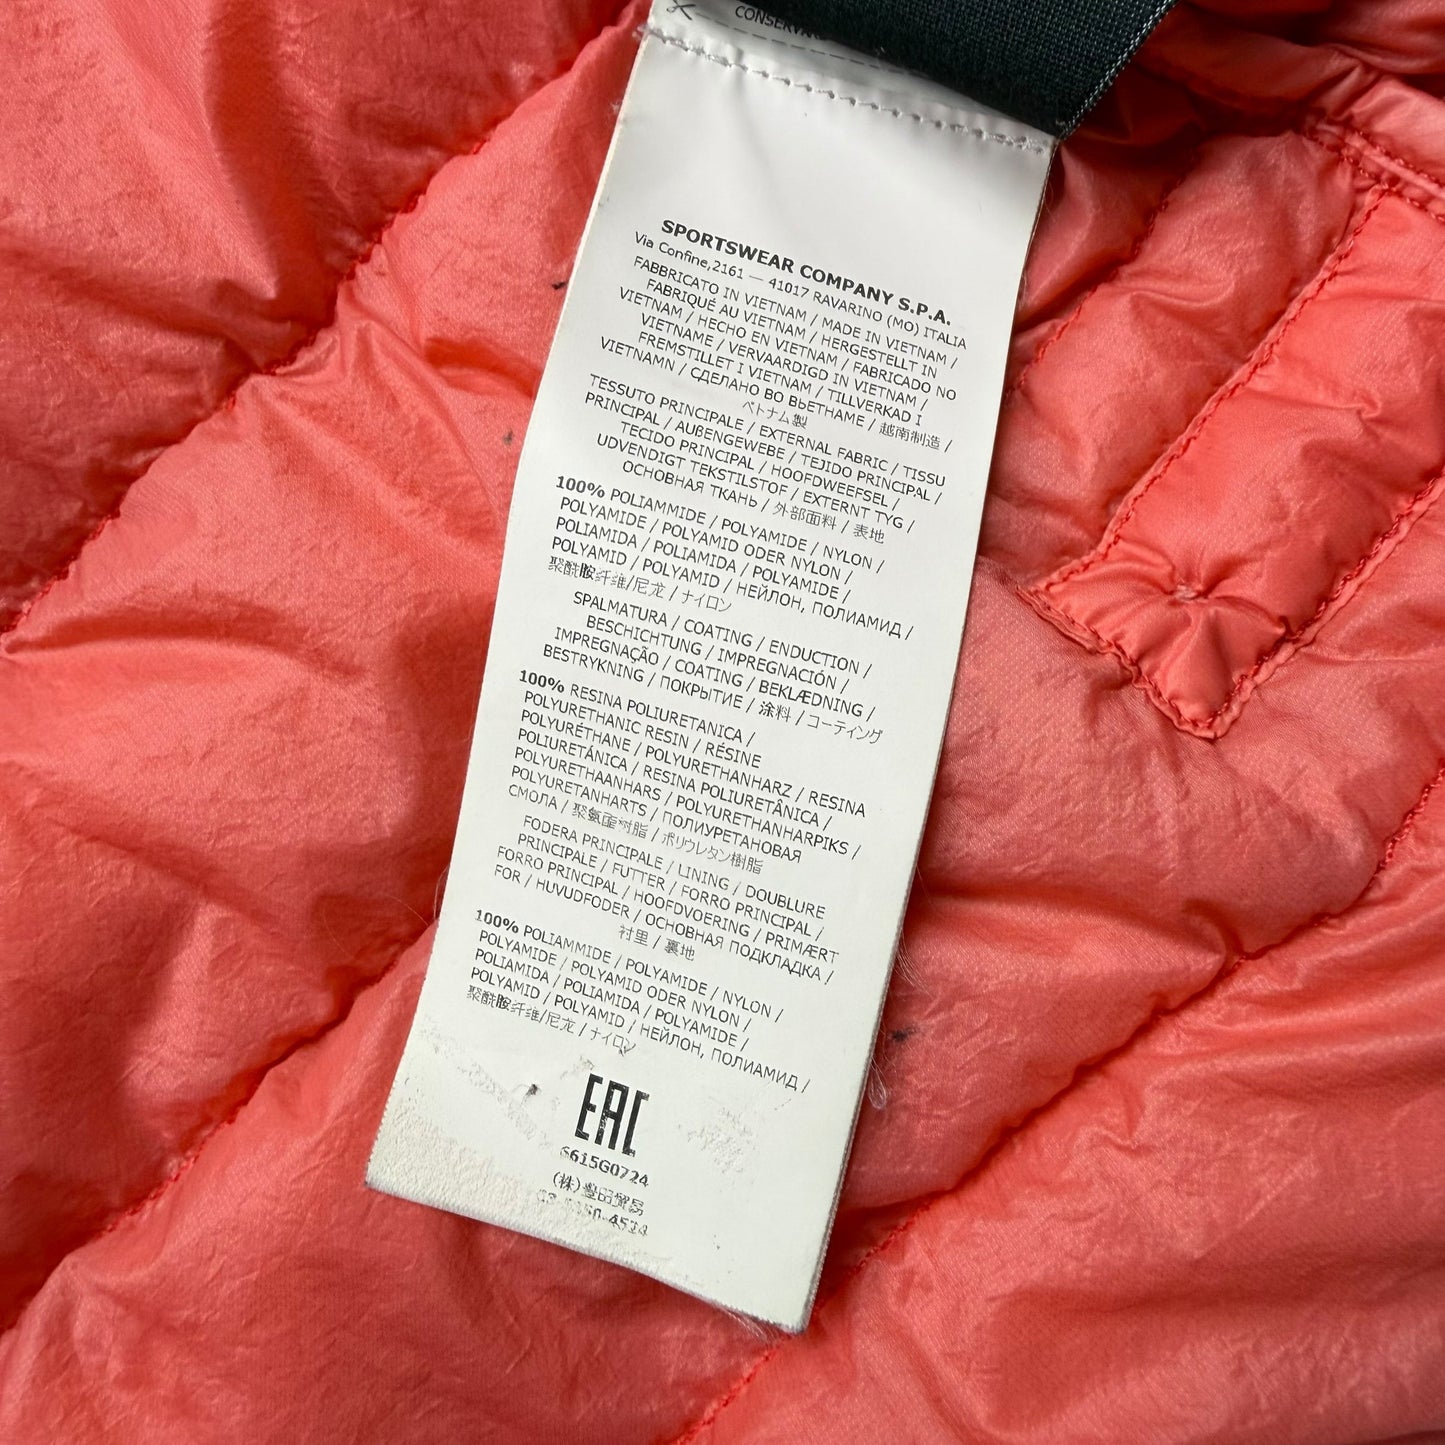 SPORTSWEAR COMPANY S.P.A.
Via Confine,2161 — 41017 RAVARINO (MO) ITALIA
FABBRICATO IN VIETNAM / MADE IN VIETNAM /
FABRIQUÉ AU VIETNAM / HERGESTELLT IN
VIETNAM / HECHO EN VIETNAM / FABRICADO NO
VIETNAME / VERVAARDIGD IN VIETNAM /
FREMSTILLET I VIETNAM / TILLVERKAD I
VIETNAMN / СДЕЛАНО ВО ВЬЕТНАМЕ / 越南制造 /
ベトナム製
TESSUTO PRINCIPALE / EXTERNAL FABRIC / TISSU
PRINCIPAL / AUßENGEWEBE / TEJIDO PRINCIPAL /
TECIDO PRINCIPAL / HOOFDWEEFSEL /
UDVENDIGT TEKSTILSTOF / EXTERNT TYG /
ОСНОВНАЯ ТКАНЬ / 外部面料 / 表地
100% POLIAMMIDE / POLYAMIDE / NYLON /
POLYAMIDE / POLYAMID ODER NYLON /
POLIAMIDA / POLIAMIDA / POLYAMIDE /
POLYAMID / POLYAMID / НЕЙЛОН, ПОЛИАМИД /
聚酰胺纤维/尼龙 / ナイロン
SPALMATURA / COATING / ENDUCTION /
BESCHICHTUNG / IMPREGNACIÓN /
IMPREGNAÇÃO / COATING / BEKLÆDNING /
BESTRYKNING / ПОКРЫТИЕ / 涂料 / コーティング
100% RESINA POLIURETANICA /
POLYURETHANIC RESIN / RÉSINE
POLYURÉTHANE / POLYURETHANHARZ / RESINA
POLIURETÁNICA / RESINA POLIURETÂNICA /
POLYURETHAANHARS / POLYURETHANHARPIKS /
POLYURETANHARTS / ПОЛИУРЕТАНОВАЯ
СМОЛА / 聚氨酯树脂 / ポリウレタン樹脂
FODERA PRINCIPALE / LINING / DOUBLURE
PRINCIPALE / FUTTER / FORRO PRINCIPAL /
FORRO PRINCIPAL / HOOFDVOERING / PRIMÆRT
FOR / HUVUDFODER / ОСНОВНАЯ ПОДКЛАДКА /
衬里 / 裏地
100% POLIAMMIDE / POLYAMIDE / NYLON /
POLYAMIDE / POLYAMID ODER NYLON /
POLIAMIDA / POLIAMIDA / POLYAMIDE /
POLYAMID / POLYAMID / НЕЙЛОН, ПОЛИАМИД /
聚酰胺纤维/尼龙 / ナイロン
EAC
6615G0724